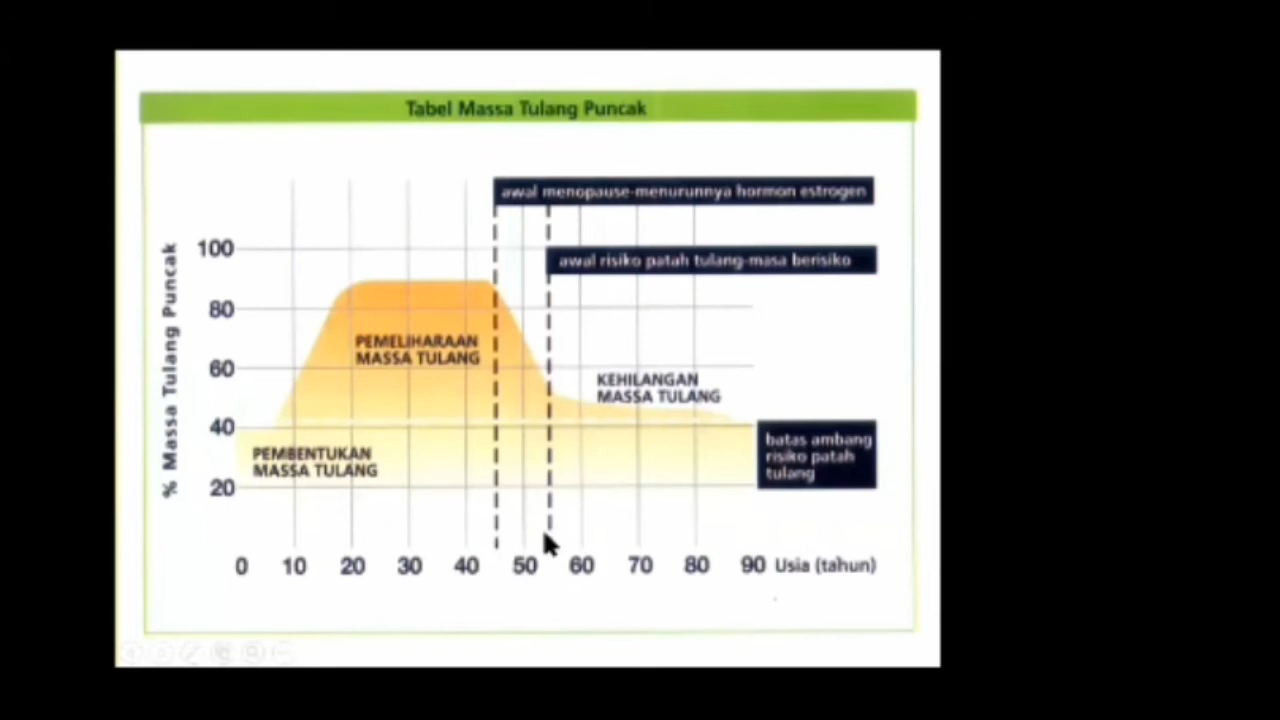 Tabel Massa Tulang Puncak
awal menopause-menurunnya hormon estrogen
awal risiko patah tulang-masa berisiko
% Massa Tulang Puncak
100
80
60
40
20
PEMELIHARAAN
MASSA TULANG
KEHILANGAN
MASSA TULANG
PEMBENTUKAN
MASSA TULANG
batas ambang
risiko patah
tulang
0 10 20 30 40 50 60 70 80 90 Usia (tahun)